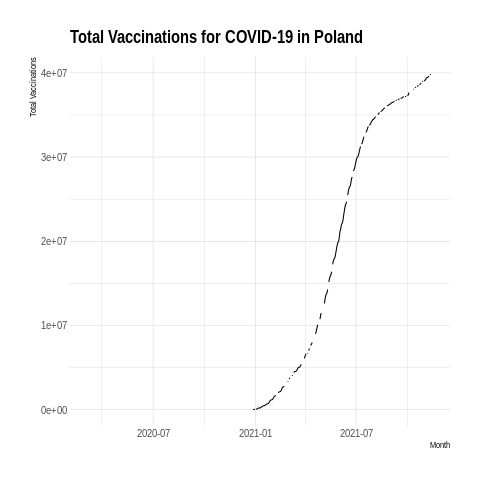 Total Vaccinations for COVID-19 in Poland
Total Vaccinations
4e+07
3e+07
2e+07
1e+07
0e+00
2020-07
2021-01
2021-07
Month